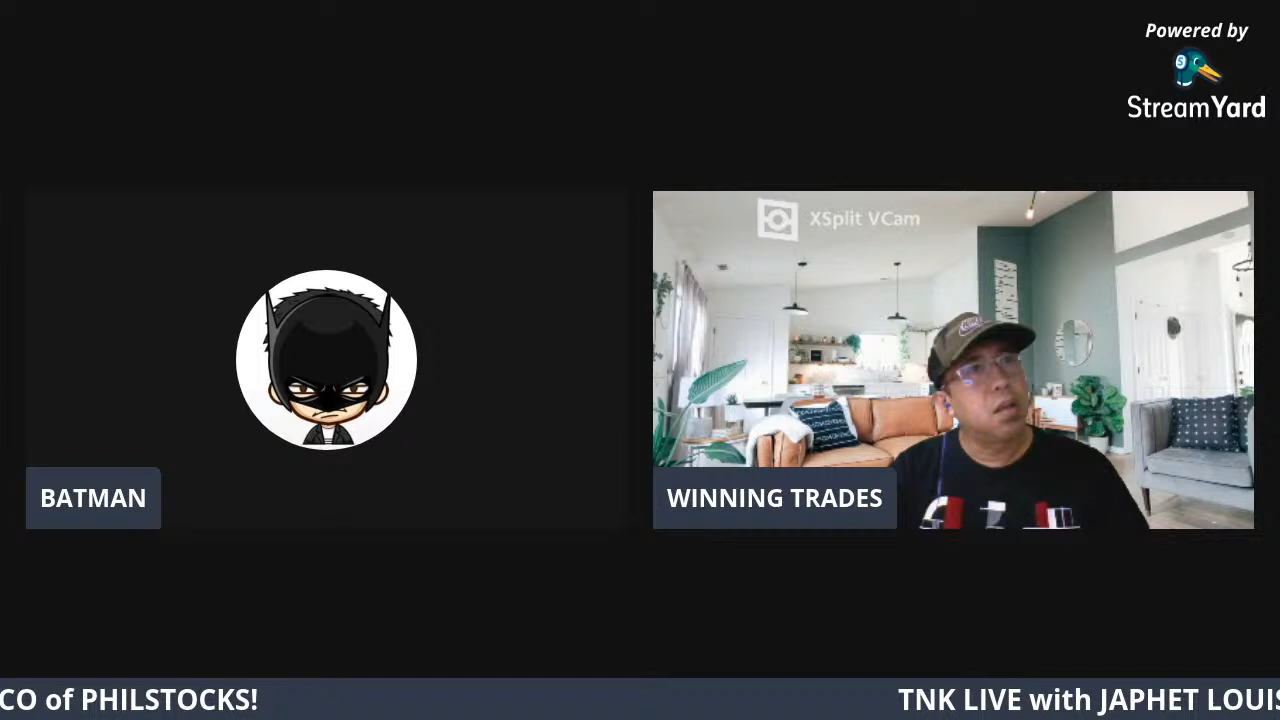 Powered by
StreamYard
XSplit VCam
BATMAN
WINNING TRADES
CO of PHILSTOCKS!
TNK LIVE with JAPHET LOUIS